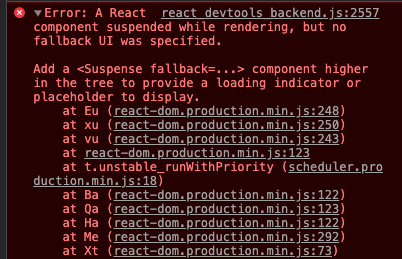 ▼Error: A React react_devtools_backend.js:2557
component suspended while rendering, but no
fallback UI was specified.
Add a <Suspense fallback=...> component higher
in the tree to provide a loading indicator or
placeholder to display.
at Eu (react-dom.production.min.js:248)
at xu (react-dom.production.min.js:250)
at vu (react-dom.production.min.js:243)
at react-dom.production.min.js:123
at t.unstable_runWithPriority (scheduler.pro
duction.min.js:18)
at Ba (react-dom.production.min.js:122)
at Qa (react-dom.production.min.js:123)
at Ha (react-dom.production.min.js:122)
at Me (react-dom.production.min.js:292)
at Xt (react-dom.production.min.js:73)